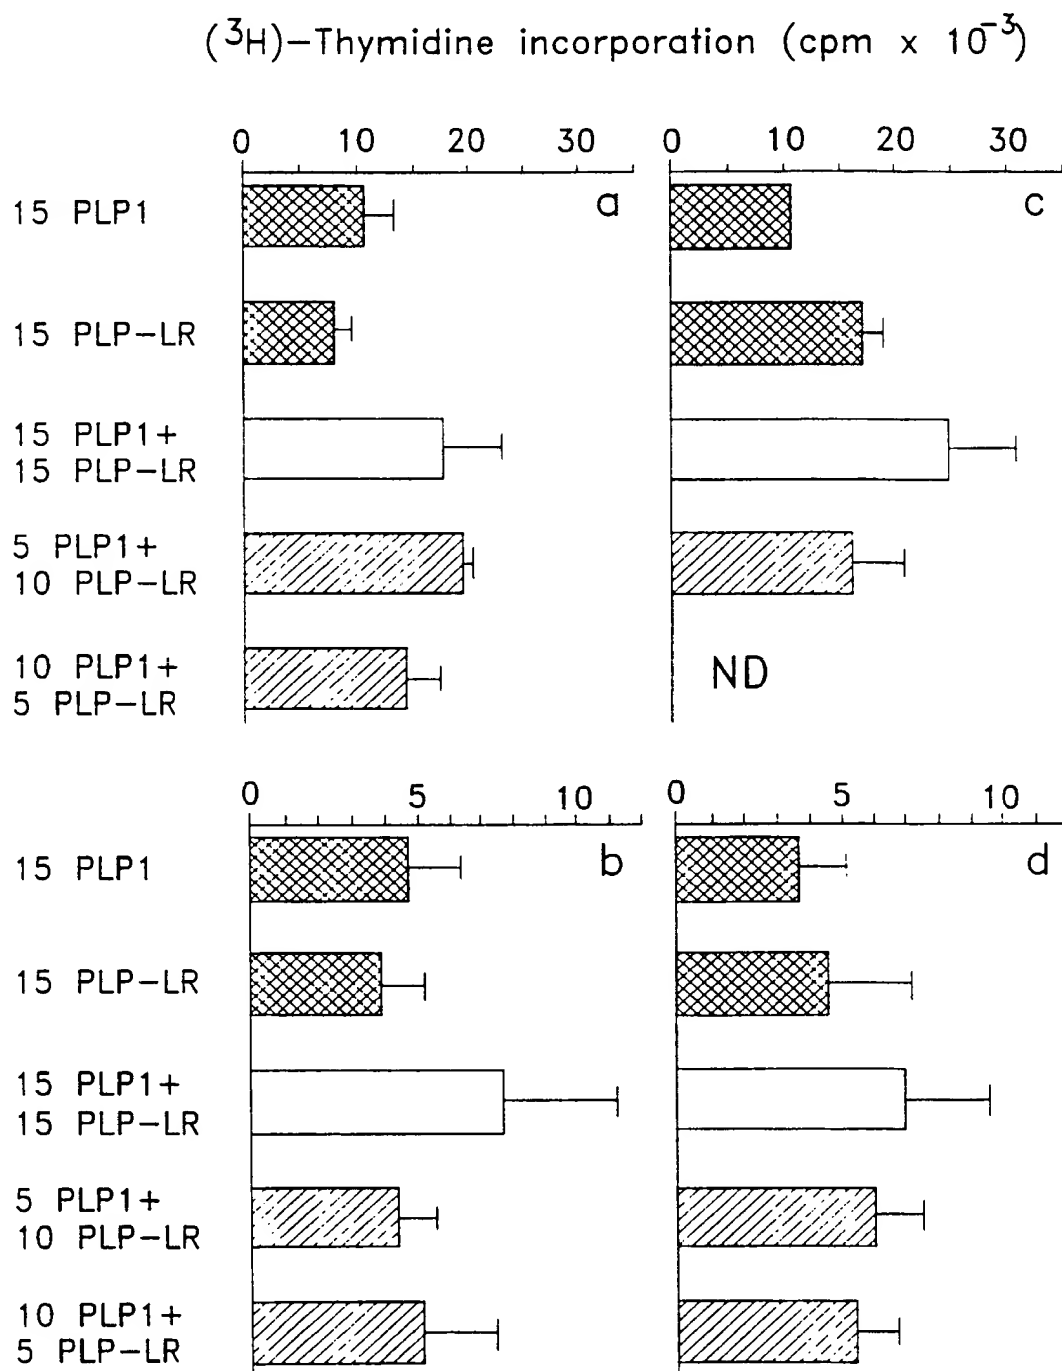 (³H)-Thymidine incorporation (cpm x 10⁻³)
0 10 20 30
0 10 20 30
15 PLP1
a
c
15 PLP-LR
15 PLP1+
15 PLP-LR
5 PLP1+
10 PLP-LR
10 PLP1+
5 PLP-LR
ND
0 5 10
0 5 10
15 PLP1
b
d
15 PLP-LR
15 PLP1+
15 PLP-LR
5 PLP1+
10 PLP-LR
10 PLP1+
5 PLP-LR